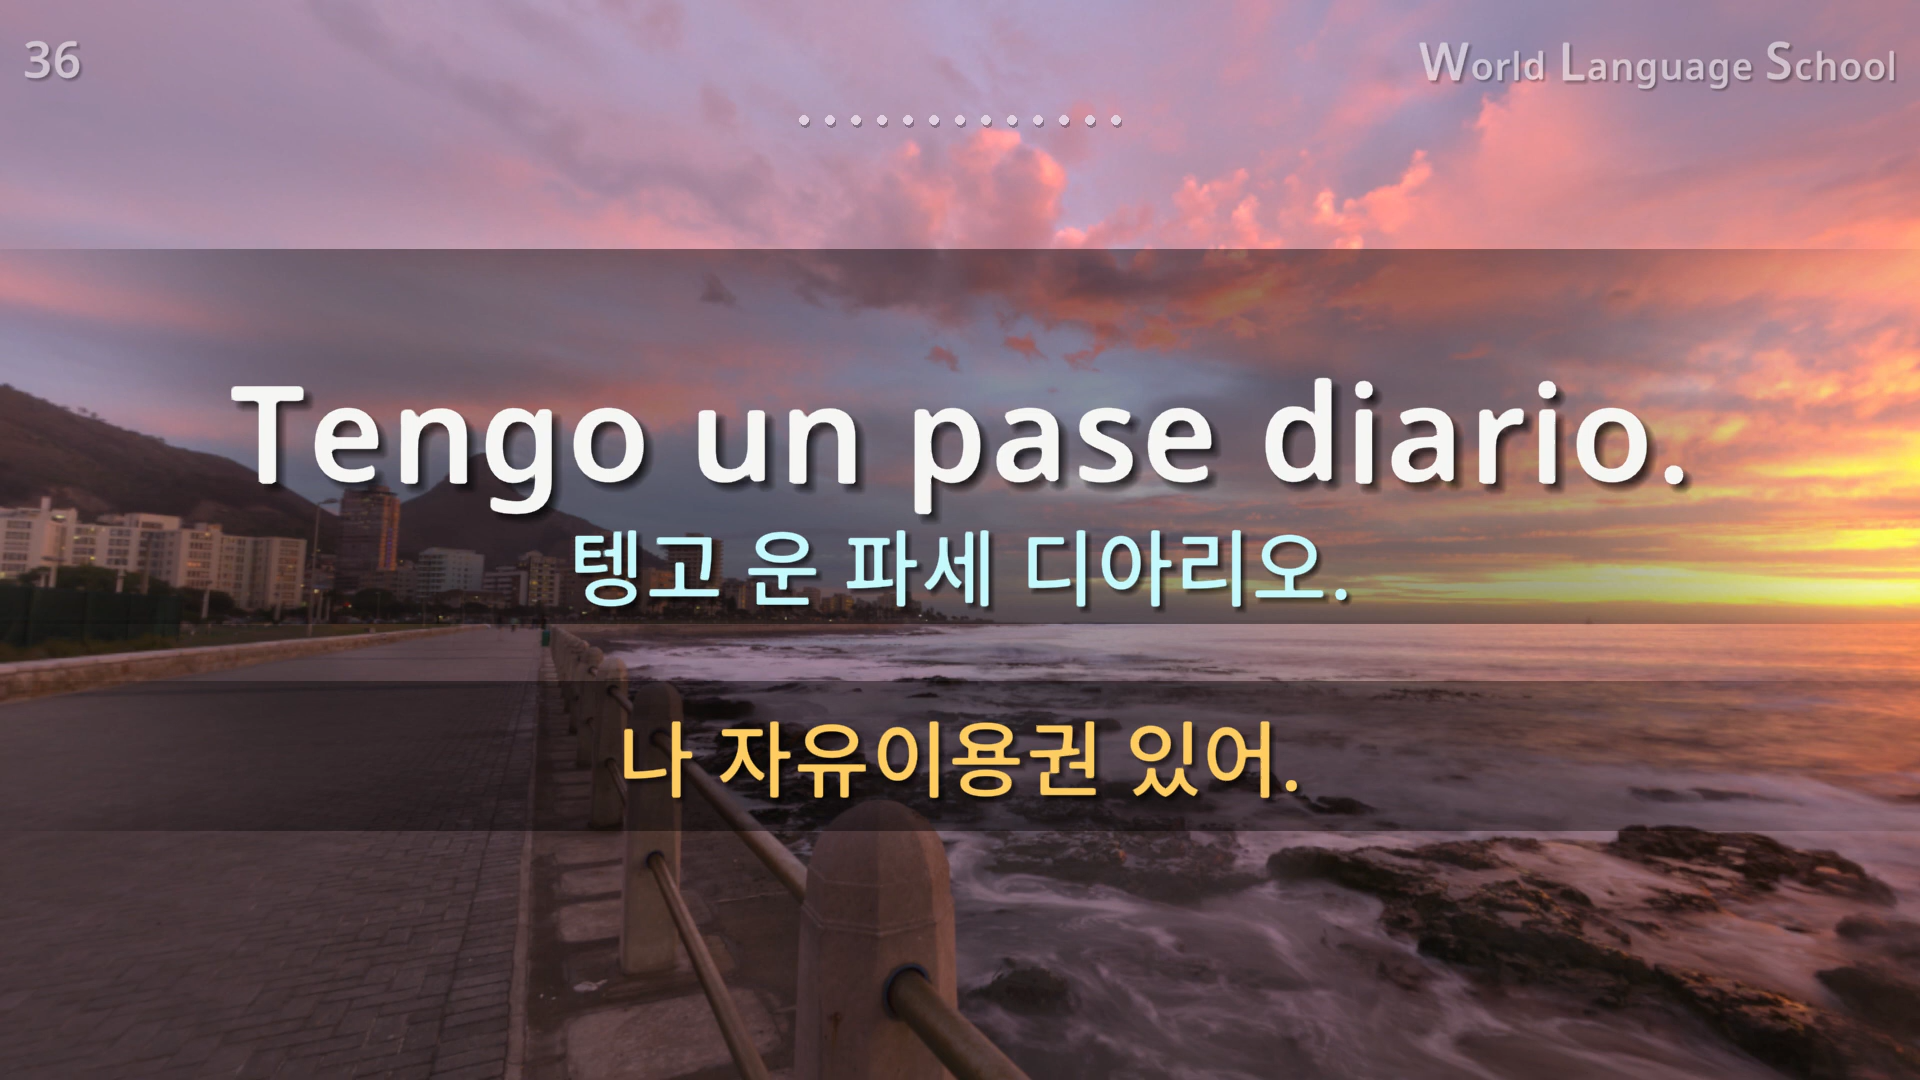 36
World Language School
Tengo un pase diario.
텡고 운 파세 디아리오.
나 자유이용권 있어.